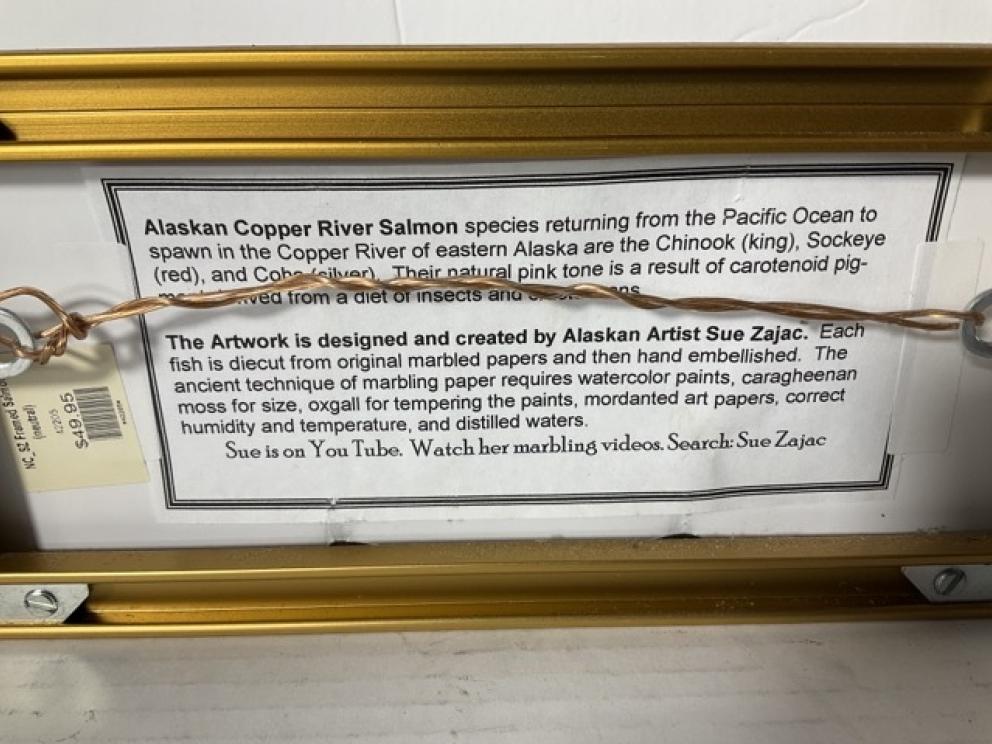 Alaskan Copper River Salmon species returning from the Pacific Ocean to
spawn in the Copper River of eastern Alaska are the Chinook (king), Sockeye
(red), and Coho (silver). Their natural pink tone is a result of carotenoid pig-
from a diet of insects and
The Artwork is designed and created by Alaskan Artist Sue Zajac. Each
fish is diecut from original marbled papers and then hand embellished. The
ancient technique of marbling paper requires watercolor paints, caragheenan
moss for size, oxgall for tempering the paints, mordanted art papers, correct
humidity and temperature, and distilled waters.
Sue is on You Tube. Watch her marbling videos. Search: Sue Zajac
NC_SZ Framed Salmo
(neutral)
42205
$49.95